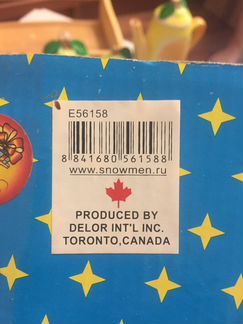 E56158
8 841680 561588
www.snowmen.ru
PRODUCED BY
DELOR INT'L INC.
TORONTO,CANADA